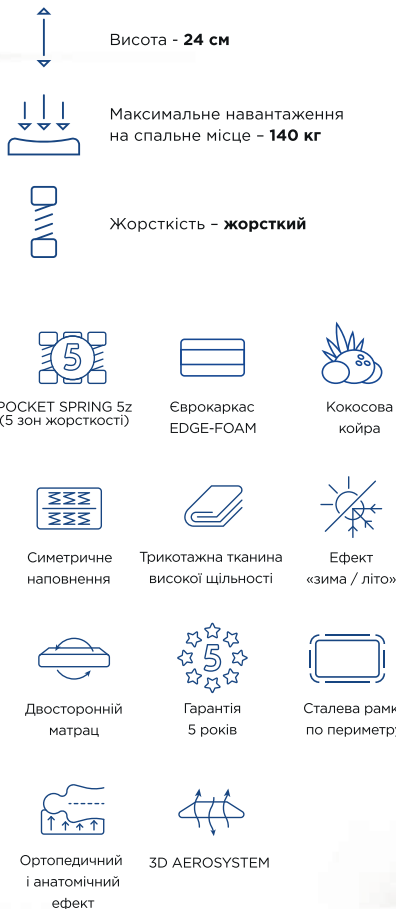 Висота - 24 см
Максимальне навантаження
на спальне місце – 140 кг
Жорсткість – жорсткий
5
POCKET SPRING 5z
(5 зон жорсткості)
Єврокаркас
EDGE-FOAM
Кокосова
койра
Симетричне
наповнення
Трикотажна тканина
високої щільності
Ефект
«зима / літо»
Двосторонній
матрац
5
Гарантія
5 років
Сталева рамк
по периметру
Ортопедичний
і анатомічний
ефект
3D AEROSYSTEM